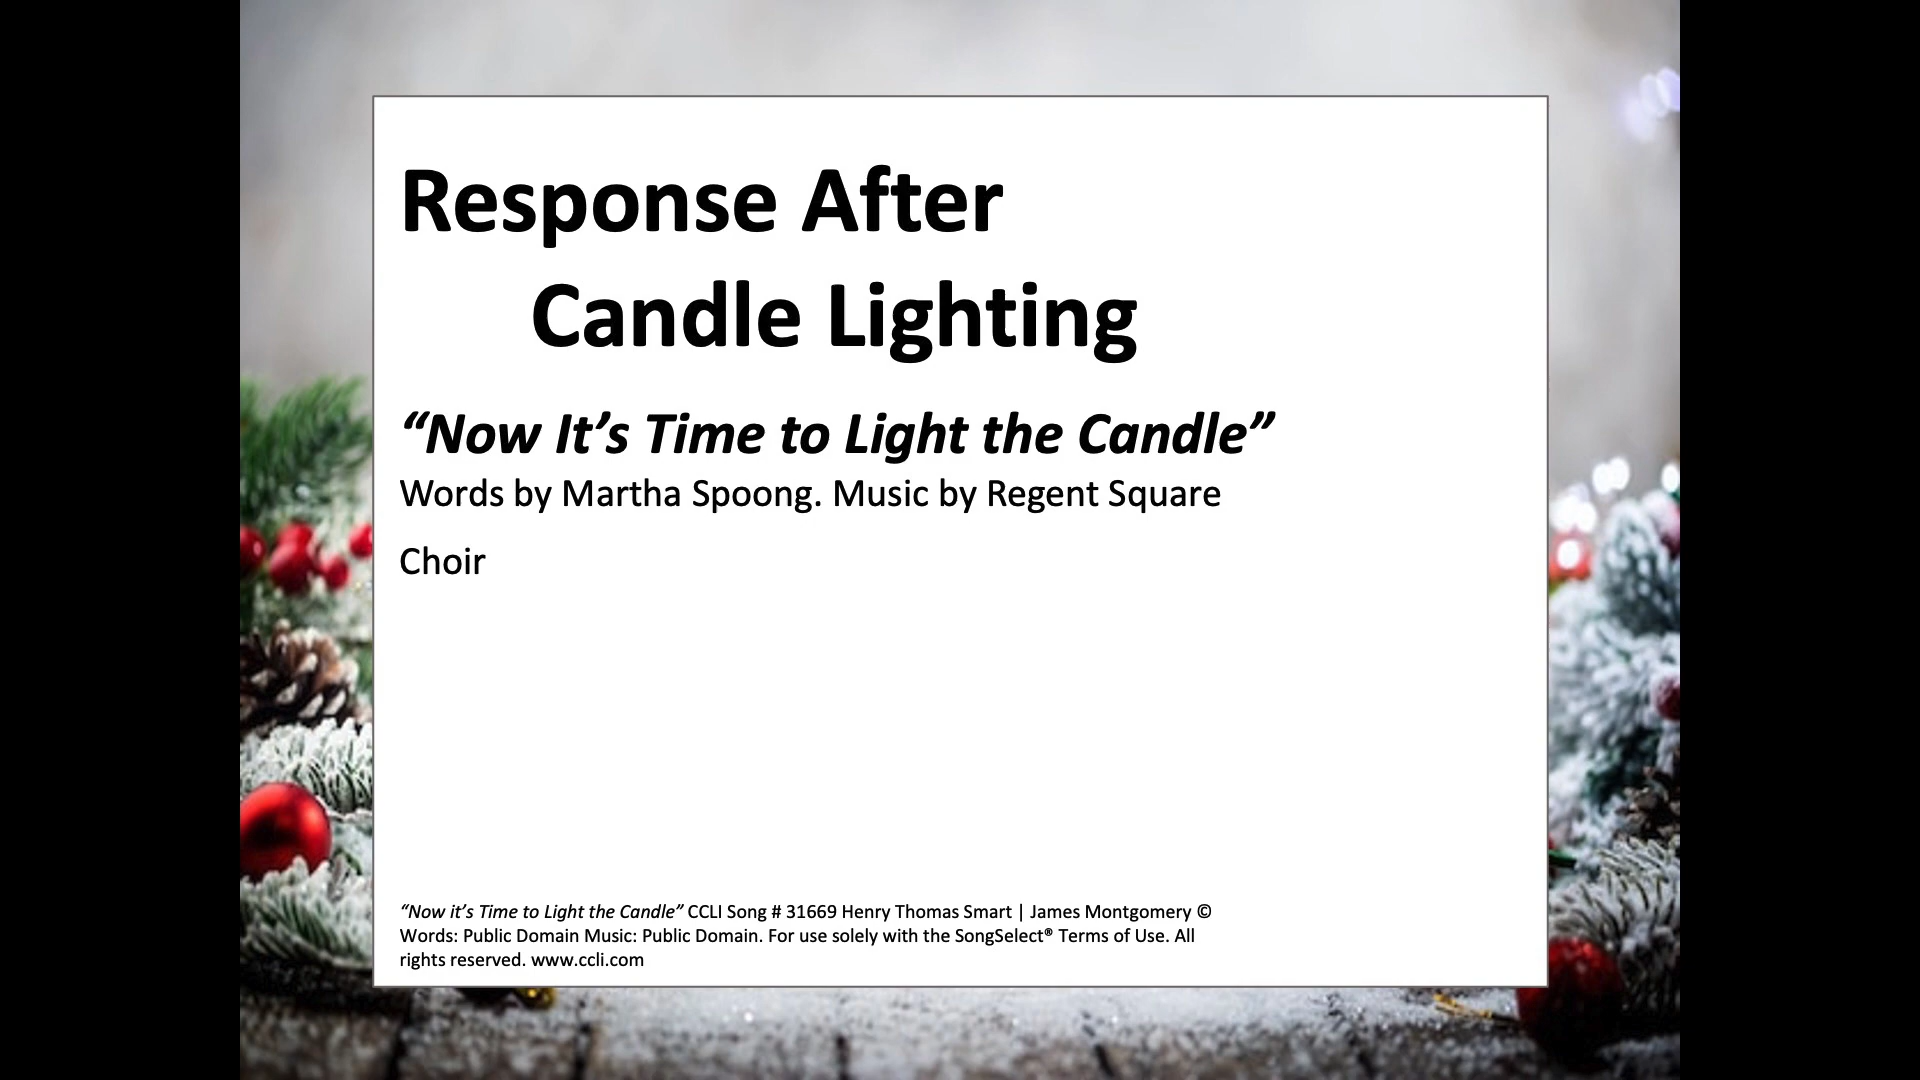 Response After
Candle Lighting
“Now It’s Time to Light the Candle”
Words by Martha Spoong. Music by Regent Square
Choir
“Now it’s Time to Light the Candle” CCLI Song # 31669 Henry Thomas Smart | James Montgomery ©
Words: Public Domain Music: Public Domain. For use solely with the SongSelect® Terms of Use. All
rights reserved. www.ccli.com